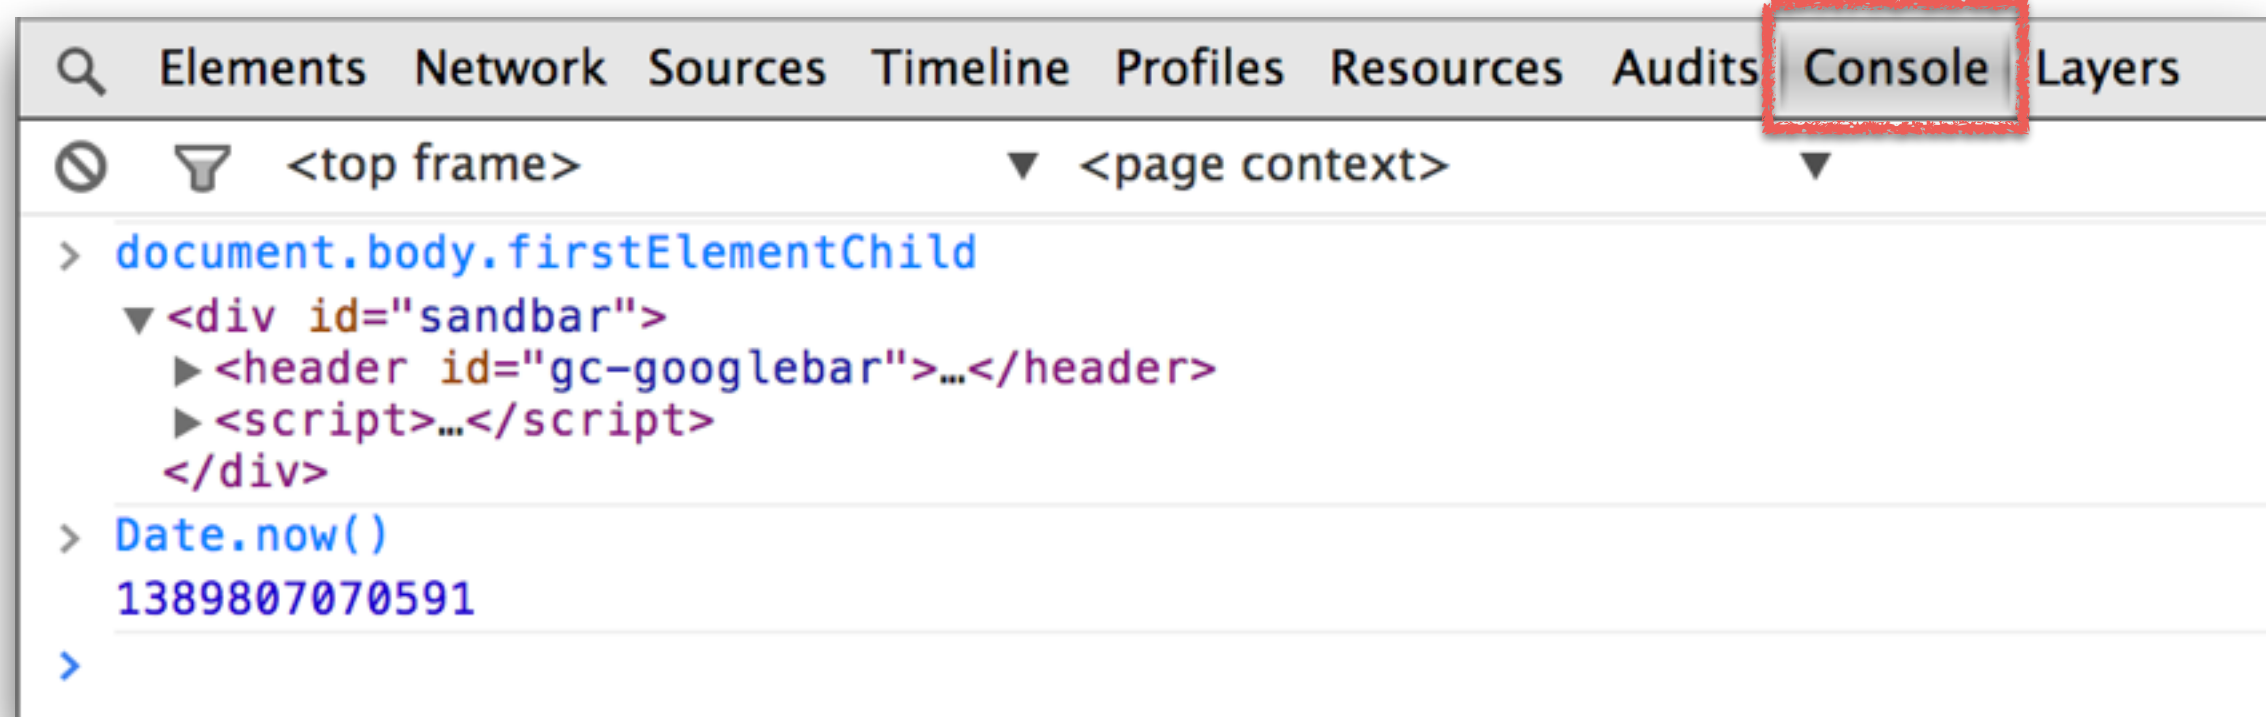 Elements Network Sources Timeline Profiles Resources Audits Console Layers
<top frame> <page context>
document.body.firstElementChild
<div id="sandbar">
<header id="gc-googlebar">…</header>
<script>…</script>
</div>
Date.now()
1389807070591